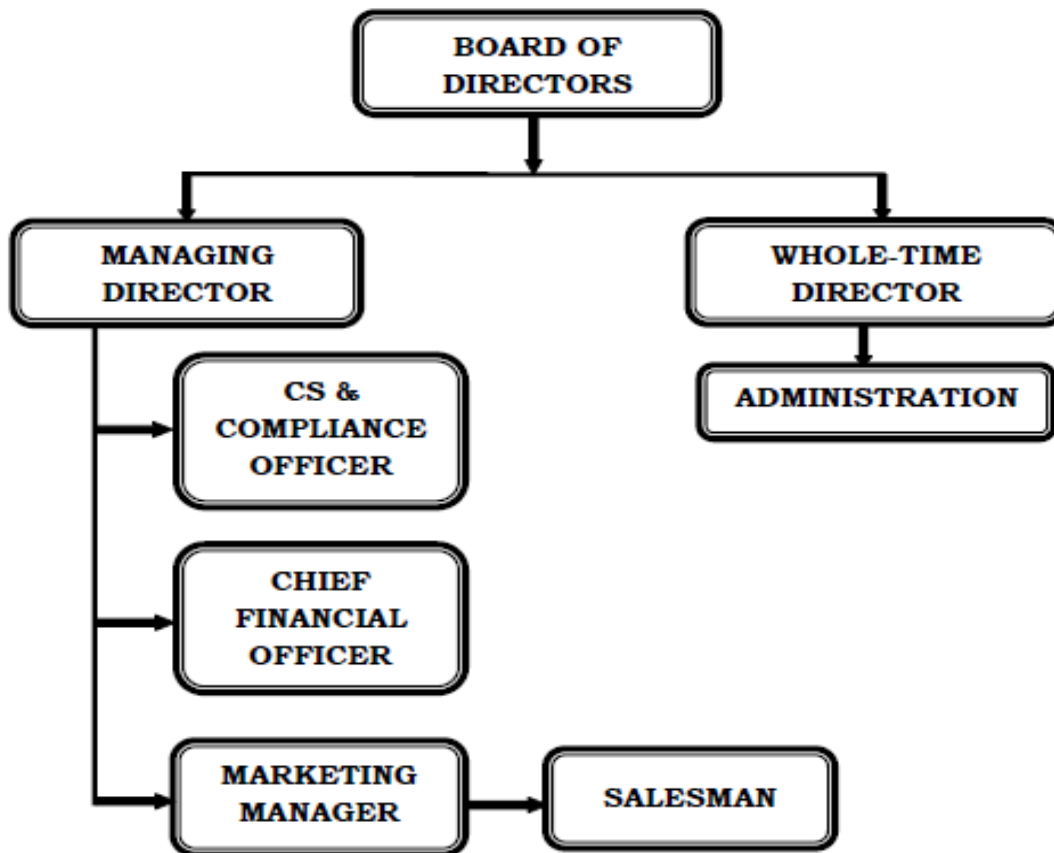 BOARD OF
DIRECTORS
MANAGING
DIRECTOR
WHOLE-TIME
DIRECTOR
CS &
COMPLIANCE
OFFICER
ADMINISTRATION
CHIEF
FINANCIAL
OFFICER
MARKETING
MANAGER
SALESMAN